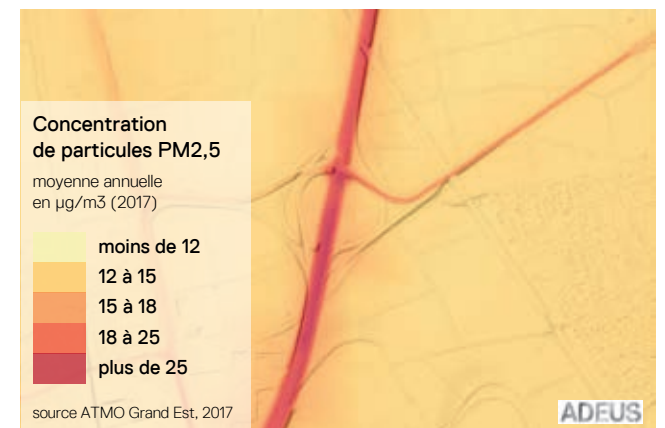 Concentration
de particules PM2,5
moyenne annuelle
en µg/m3 (2017)
moins de 12
12 à 15
15 à 18
18 à 25
plus de 25
source ATMO Grand Est, 2017
ADEUS